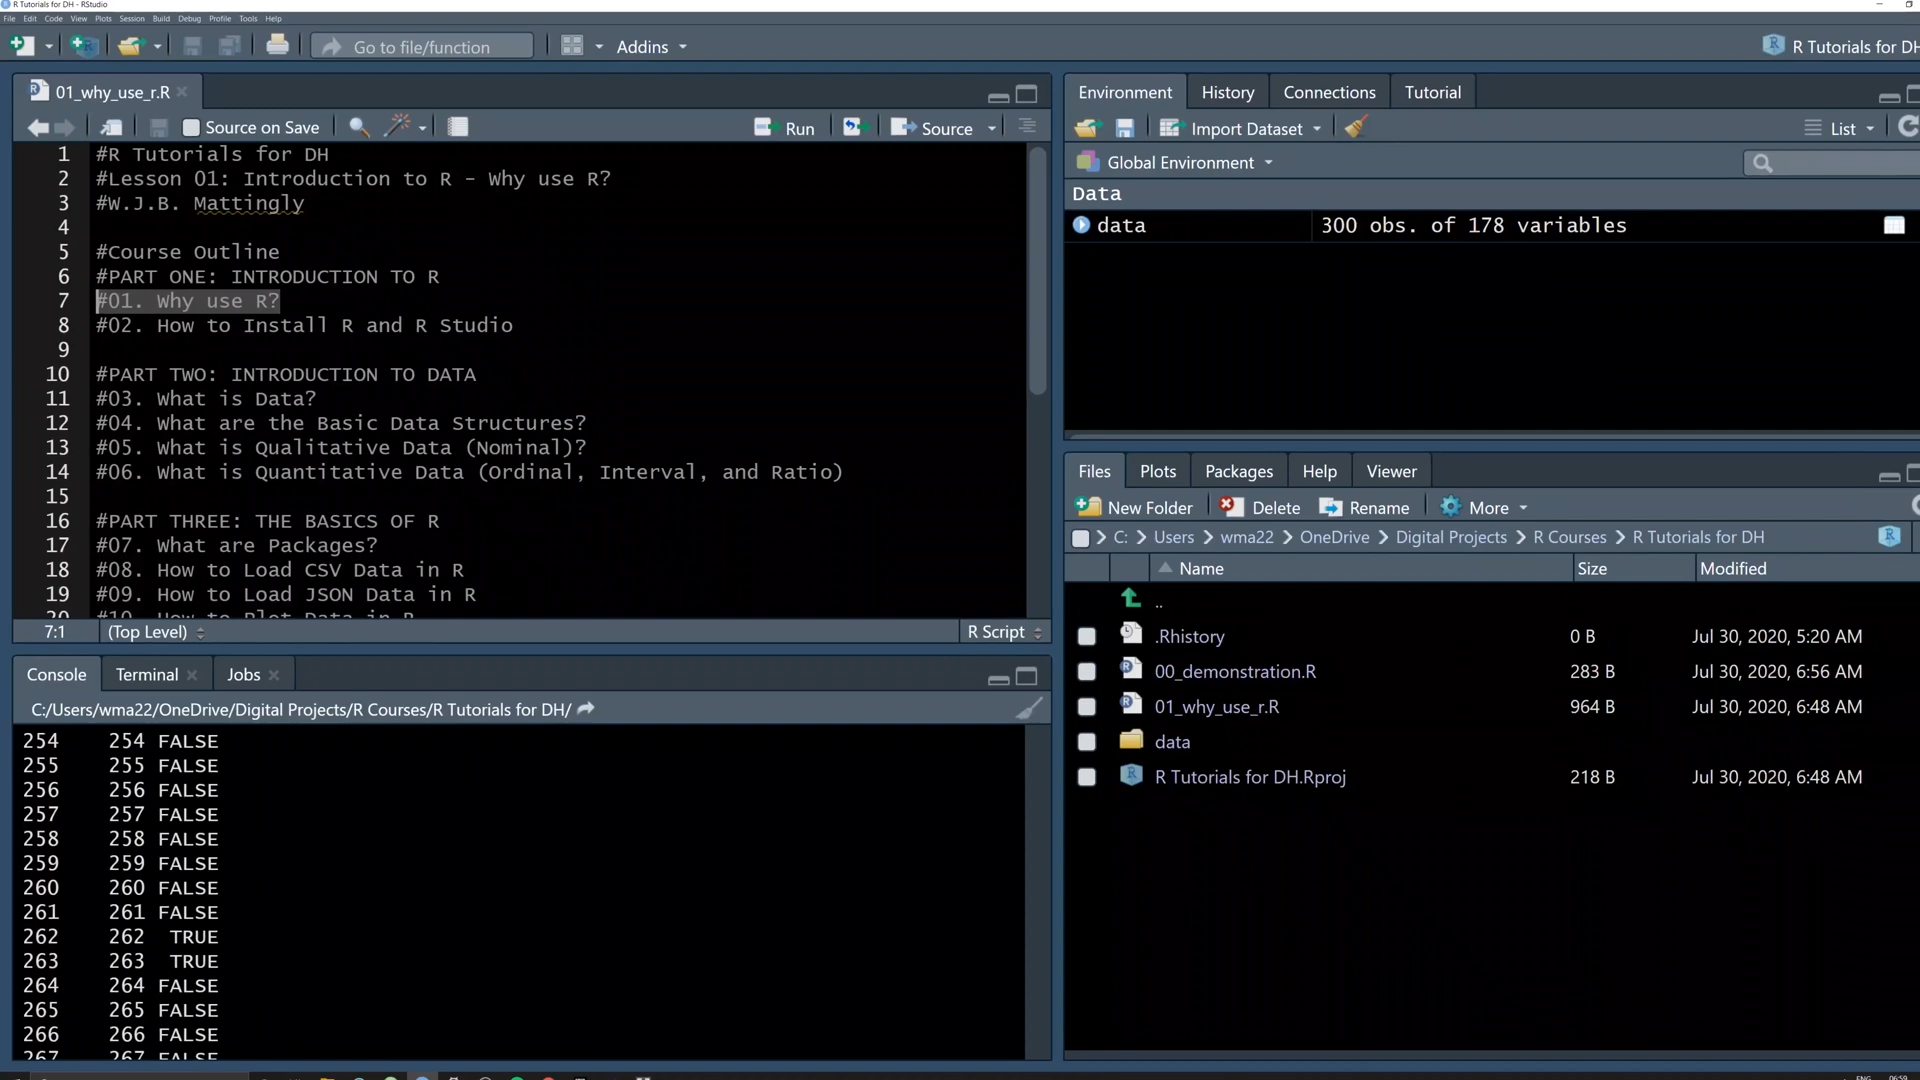 R Tutorials for DH - RStudio
File Edit Code View Plots Session Build Debug Profile Tools Help
Go to file/function
Addins
R Tutorials for DH
01_why_use_r.R
Source on Save
Run
Source
1 #R Tutorials for DH
2 #Lesson 01: Introduction to R - Why use R?
3 #W.J.B. Mattingly
4
5 #Course Outline
6 #PART ONE: INTRODUCTION TO R
7 #01. Why use R?
8 #02. How to Install R and R Studio
9
10 #PART TWO: INTRODUCTION TO DATA
11 #03. What is Data?
12 #04. What are the Basic Data Structures?
13 #05. What is Qualitative Data (Nominal)?
14 #06. What is Quantitative Data (Ordinal, Interval, and Ratio)
15
16 #PART THREE: THE BASICS OF R
17 #07. What are Packages?
18 #08. How to Load CSV Data in R
19 #09. How to Load JSON Data in R
20 #10. How to Plot Data in R
7:1 (Top Level) R Script
Console Terminal Jobs
C:/Users/wma22/OneDrive/Digital Projects/R Courses/R Tutorials for DH/
254 254 FALSE
255 255 FALSE
256 256 FALSE
257 257 FALSE
258 258 FALSE
259 259 FALSE
260 260 FALSE
261 261 FALSE
262 262 TRUE
263 263 TRUE
264 264 FALSE
265 265 FALSE
266 266 FALSE
267 267 FALSE
Environment History Connections Tutorial
Import Dataset
List
Global Environment
Data
data 300 obs. of 178 variables
Files Plots Packages Help Viewer
New Folder Delete Rename More
C: Users wma22 OneDrive Digital Projects R Courses R Tutorials for DH
Name Size Modified
..
.Rhistory 0 B Jul 30, 2020, 5:20 AM
00_demonstration.R 283 B Jul 30, 2020, 6:56 AM
01_why_use_r.R 964 B Jul 30, 2020, 6:48 AM
data
R Tutorials for DH.Rproj 218 B Jul 30, 2020, 6:48 AM
ENG 06:59